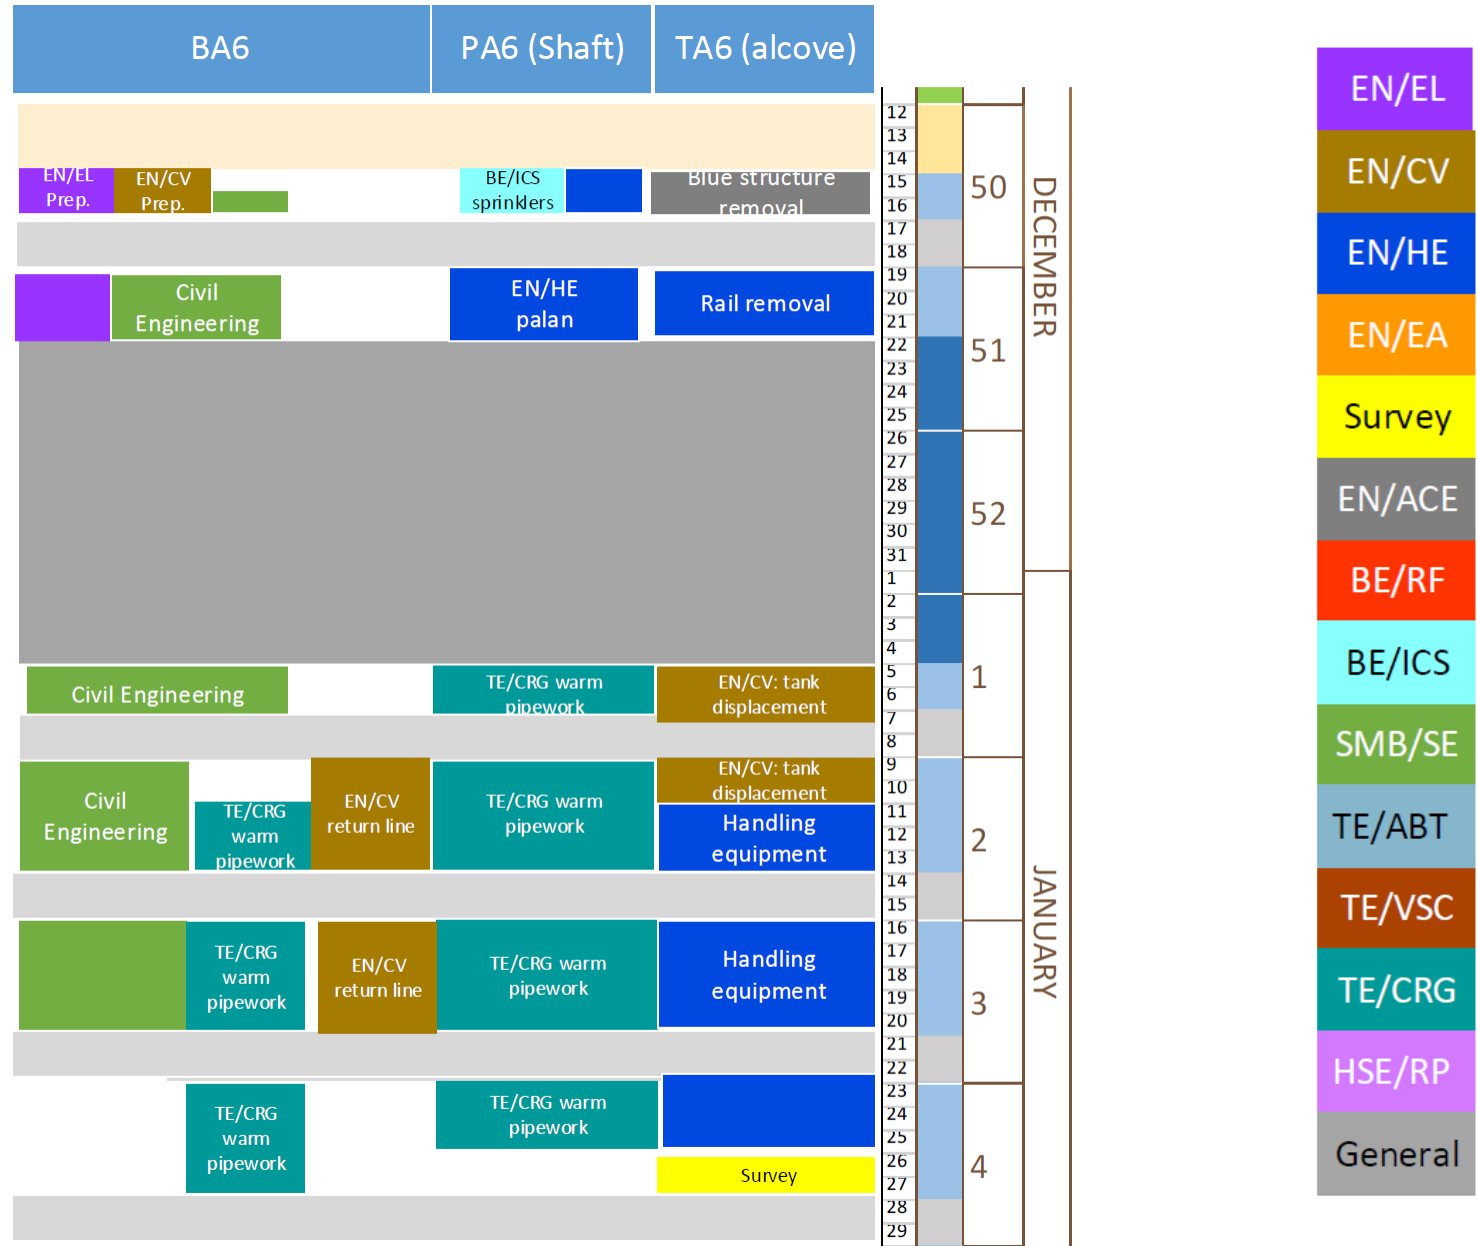 BA6
PA6 (Shaft)
TA6 (alcove)
EN/EL
Prep.
EN/CV
Prep.
BE/ICS
sprinklers
Blue structure
removal
Civil
Engineering
EN/HE
palan
Rail removal
Civil Engineering
TE/CRG warm
pipework
EN/CV: tank
displacement
Civil
Engineering
TE/CRG
warm
pipework
EN/CV
return line
TE/CRG warm
pipework
EN/CV: tank
displacement
Handling
equipment
TE/CRG
warm
pipework
EN/CV
return line
TE/CRG warm
pipework
Handling
equipment
TE/CRG
warm
pipework
TE/CRG warm
pipework
Survey
12
13
14
15
16
17
18
19
20
21
22
23
24
25
26
27
28
29
30
31
1
2
3
4
5
6
7
8
9
10
11
12
13
14
15
16
17
18
19
20
21
22
23
24
25
26
27
28
29
50
51
52
1
2
3
4
DECEMBER
JANUARY
EN/EL
EN/CV
EN/HE
EN/EA
Survey
EN/ACE
BE/RF
BE/ICS
SMB/SE
TE/ABT
TE/VSC
TE/CRG
HSE/RP
General